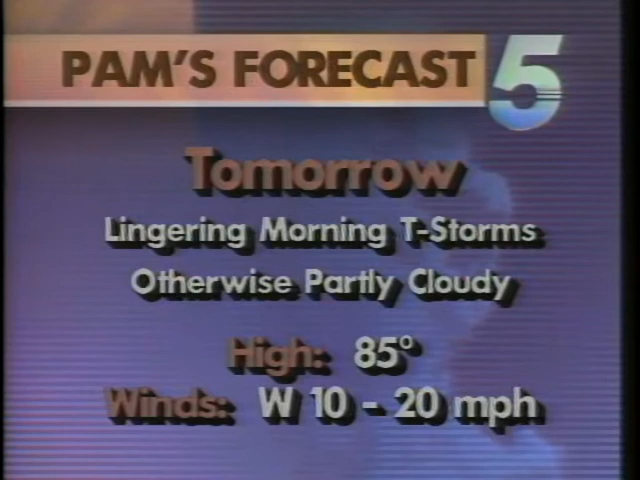 PAM'S FORECAST 5
Tomorrow
Lingering Morning T-Storms
Otherwise Partly Cloudy
High: 85°
Winds: W 10 - 20 mph